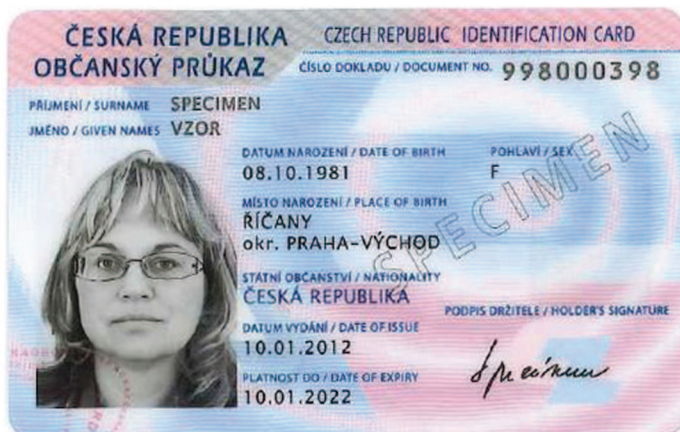 ČESKÁ REPUBLIKA
CZECH REPUBLIC IDENTIFICATION CARD
OBČANSKÝ PRŮKAZ
ČÍSLO DOKLADU / DOCUMENT NO. 998000398
PŘIJMENÍ / SURNAME SPECIMEN
JMÉNO / GIVEN NAMES VZOR
DATUM NAROZENÍ / DATE OF BIRTH
POHLAVÍ / SEX
08.10.1981
F
MÍSTO NAROZENÍ / PLACE OF BIRTH
ŘÍČANY
okr. PRAHA-VÝCHOD
SPECIMEN
STÁTNÍ OBČANSTVÍ / NATIONALITY
ČESKÁ REPUBLIKA
PODPIS DRŽITELE / HOLDER'S SIGNATURE
DATUM VYDÁNÍ / DATE OF ISSUE
10.01.2012
Specimen
PLATNOST DO / DATE OF EXPIRY
10.01.2022